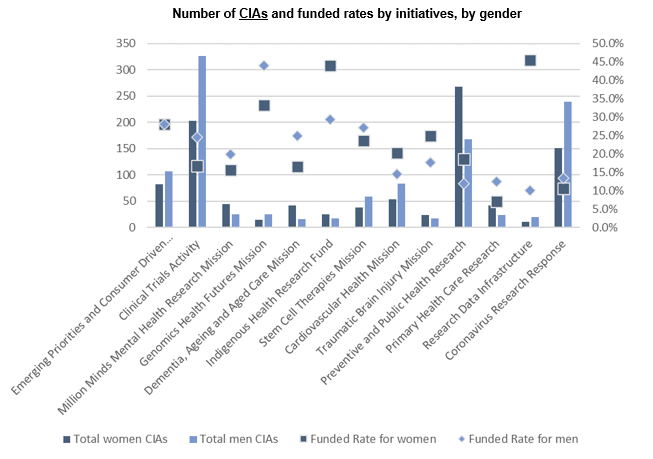 Number of CIAs and funded rates by initiatives, by gender
350
300
250
200
150
100
50
0
50.0%
45.0%
40.0%
35.0%
30.0%
25.0%
20.0%
15.0%
10.0%
5.0%
0.0%
Emerging Priorities and Consumer Driven...
Clinical Trials Activity
Million Minds Mental Health Research Mission
Genomics Health Futures Mission
Dementia, Ageing and Aged Care Mission
Indigenous Health Research Fund
Stem Cell Therapies Mission
Cardiovascular Health Mission
Traumatic Brain Injury Mission
Preventive and Public Health Research
Primary Health Care Research
Research Data Infrastructure
Coronavirus Research Response
Total women CIAs
Total men CIAs
Funded Rate for women
Funded Rate for men